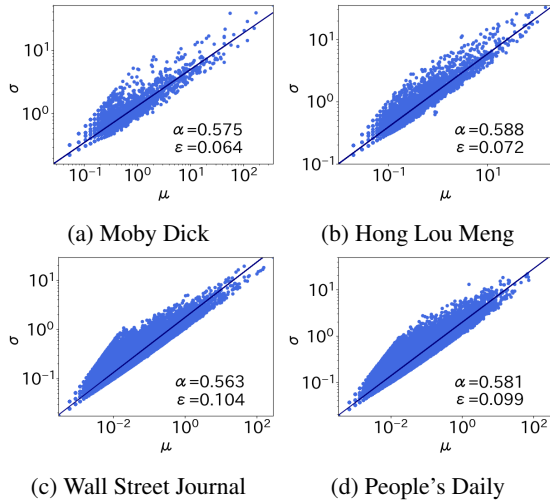 σ
10¹
10⁰
10⁻¹ 10⁰ 10¹ 10²
μ
α=0.575
ε=0.064
(a) Moby Dick
σ
10¹
10⁰
10⁻¹
10⁻¹ 10¹
μ
α=0.588
ε=0.072
(b) Hong Lou Meng
σ
10¹
10⁰
10⁻¹
10⁻² 10⁰ 10²
μ
α=0.563
ε=0.104
(c) Wall Street Journal
σ
10¹
10⁰
10⁻¹
10⁻² 10⁰ 10²
μ
α=0.581
ε=0.099
(d) People's Daily